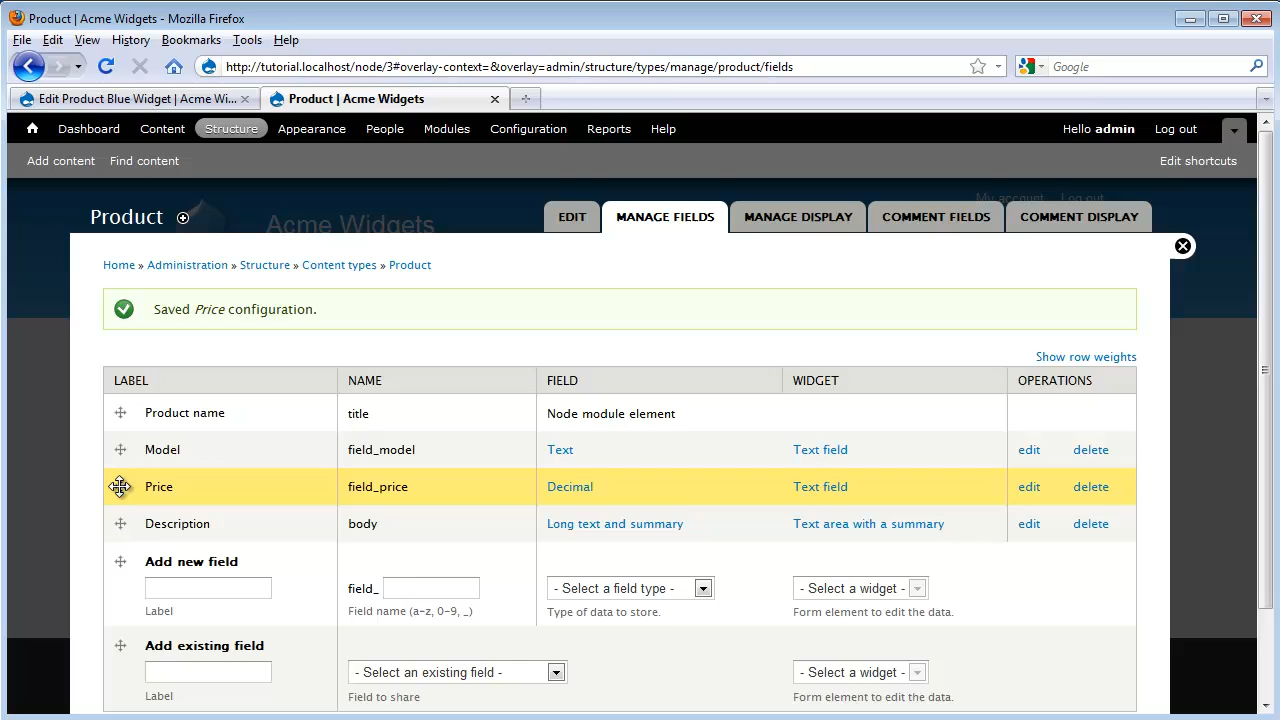 Product | Acme Widgets - Mozilla Firefox
File Edit View History Bookmarks Tools Help
http://tutorial.localhost/node/3#overlay-context=&overlay=admin/structure/types/manage/product/fields Google
Edit Product Blue Widget | Acme Wi... Product | Acme Widgets
Dashboard Content Structure Appearance People Modules Configuration Reports Help Hello admin Log out
Add content Find content Edit shortcuts
My account Log out
Product Acme Widgets EDIT MANAGE FIELDS MANAGE DISPLAY COMMENT FIELDS COMMENT DISPLAY
Home » Administration » Structure » Content types » Product
Saved Price configuration.
Show row weights
LABEL NAME FIELD WIDGET OPERATIONS
Product name title Node module element
Model field_model Text Text field edit delete
Price field_price Decimal Text field edit delete
Description body Long text and summary Text area with a summary edit delete
Add new field
field_ - Select a field type - - Select a widget -
Label Field name (a-z, 0-9, _) Type of data to store. Form element to edit the data.
Add existing field
- Select an existing field - - Select a widget -
Label Field to share Form element to edit the data.